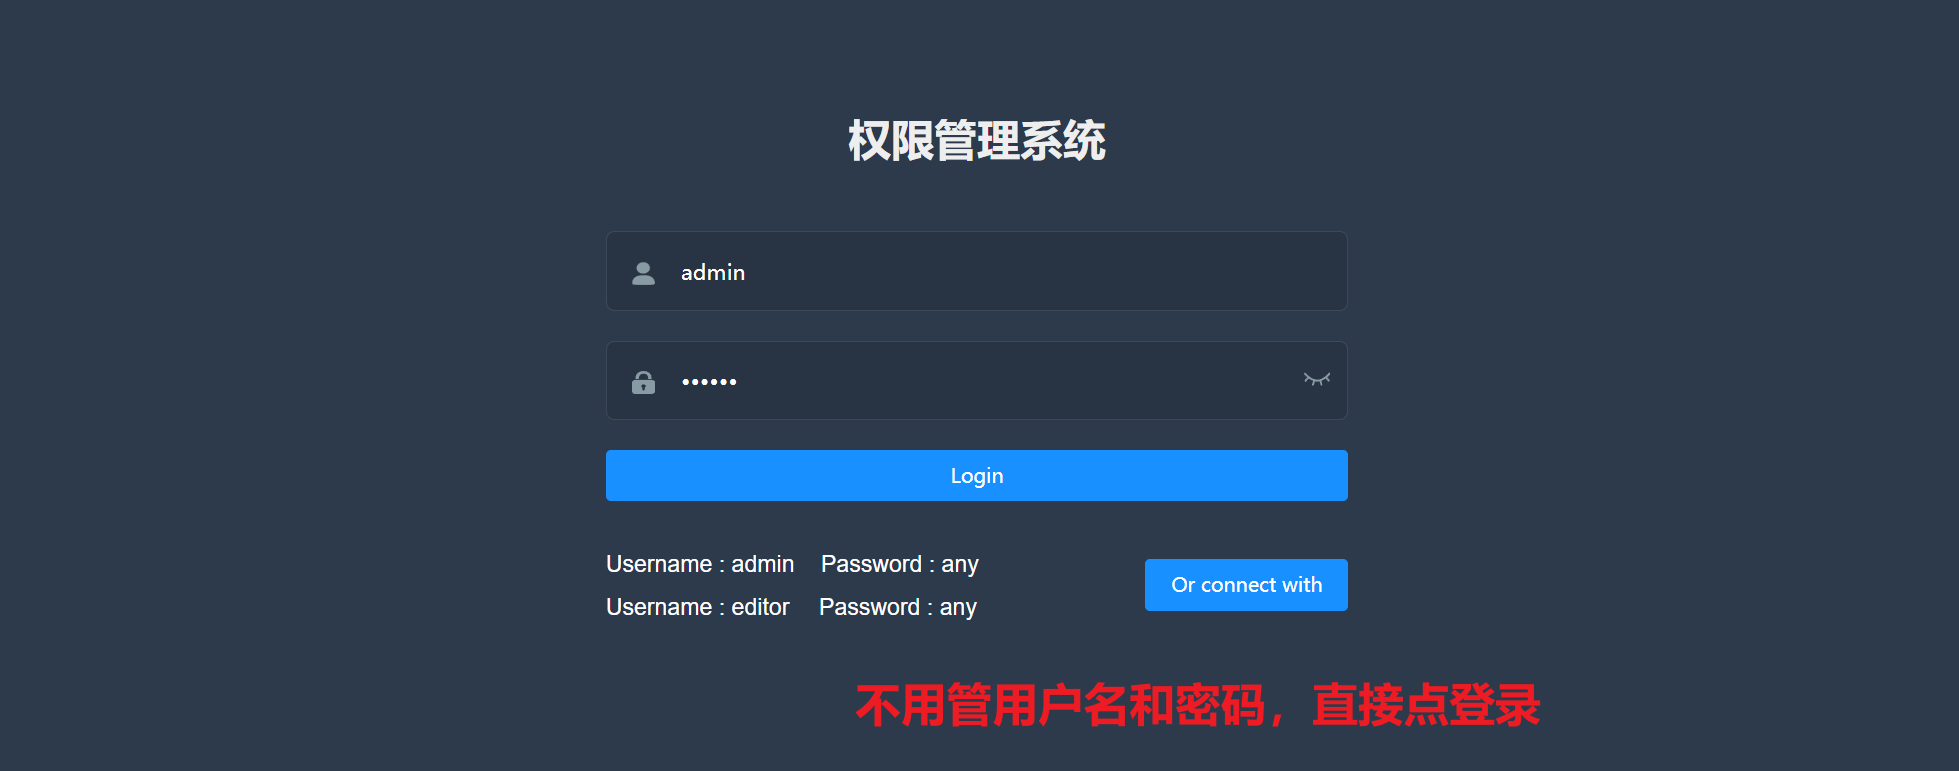 权限管理系统
admin
••••••
Login
Username : admin Password : any
Username : editor Password : any
Or connect with
不用管用户名和密码，直接点登录